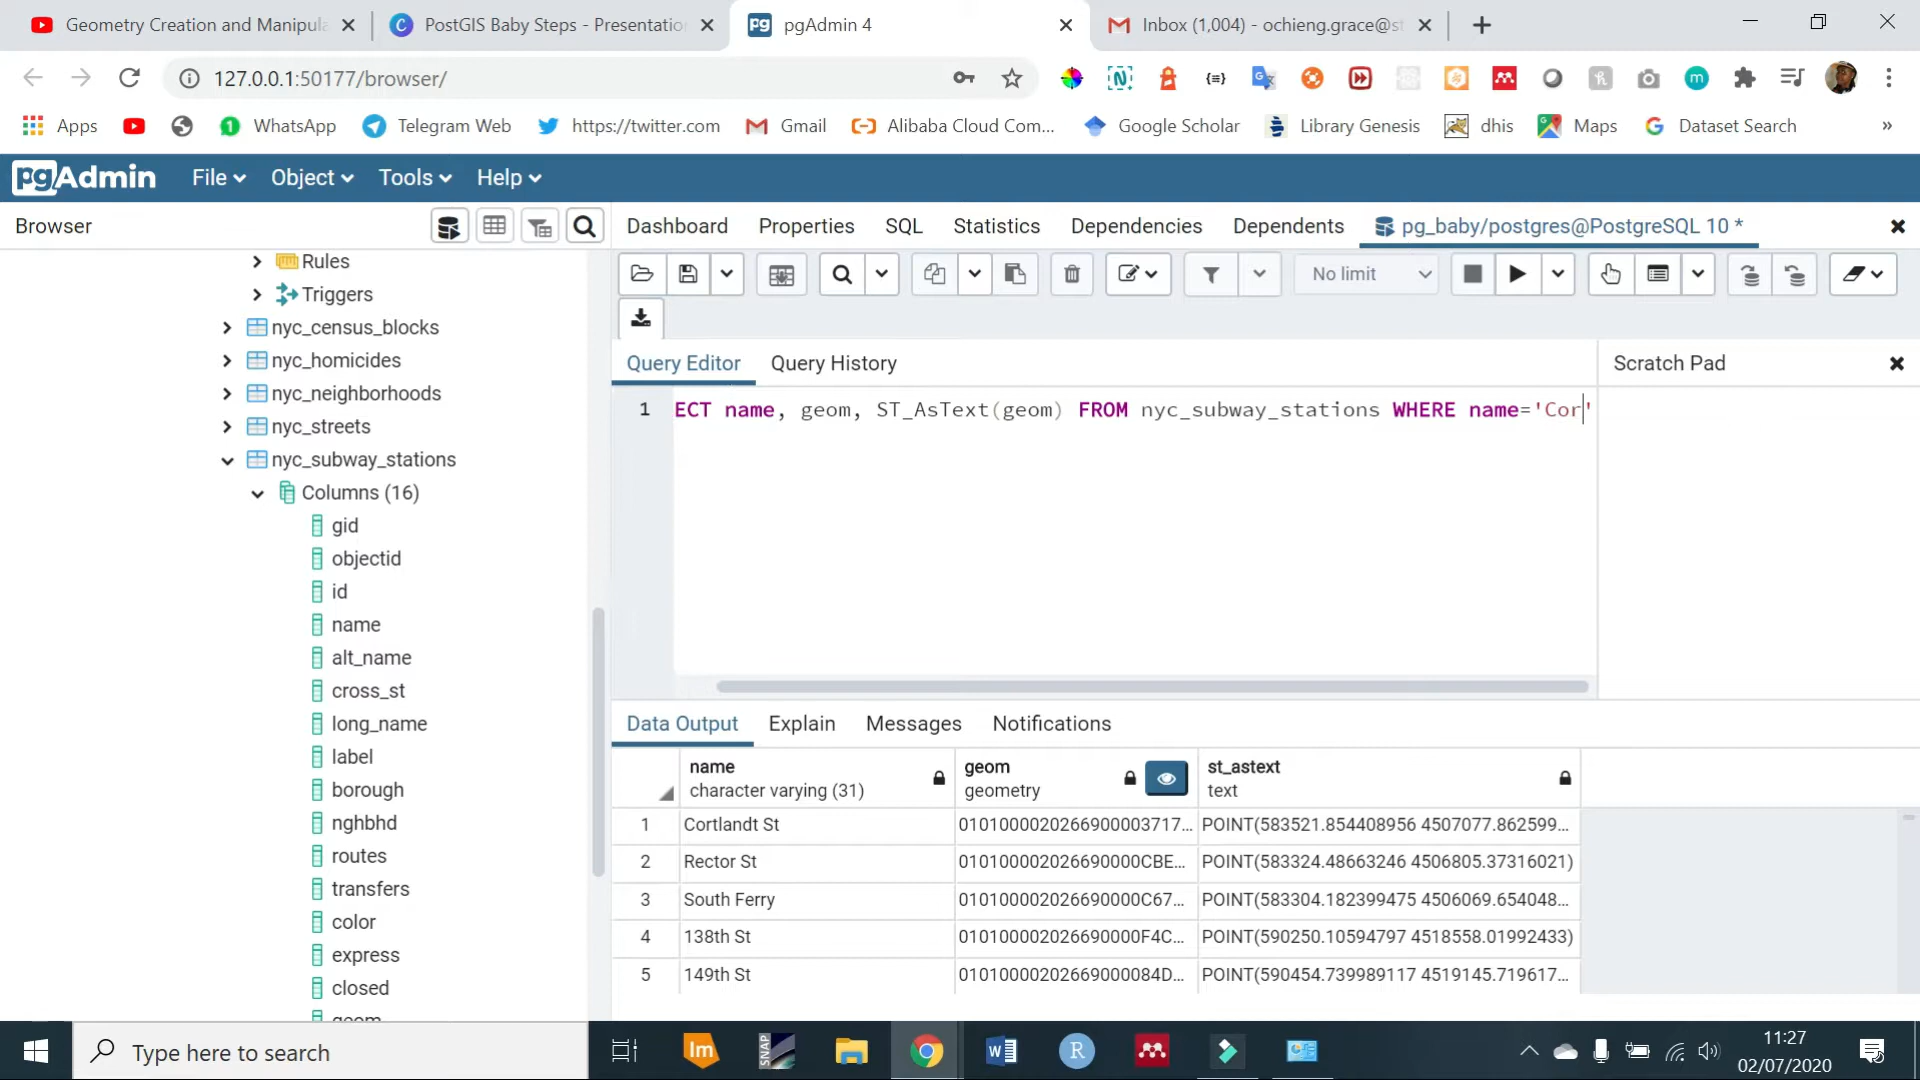 Geometry Creation and Manipula
PostGIS Baby Steps - Presentatio
pgAdmin 4
Inbox (1,004) - ochieng.grace@st
127.0.0.1:50177/browser/
Apps
WhatsApp
Telegram Web
https://twitter.com
Gmail
Alibaba Cloud Com...
Google Scholar
Library Genesis
dhis
Maps
Dataset Search
pgAdmin
File
Object
Tools
Help
Browser
Dashboard
Properties
SQL
Statistics
Dependencies
Dependents
pg_baby/postgres@PostgreSQL 10 *
Rules
Triggers
nyc_census_blocks
nyc_homicides
nyc_neighborhoods
nyc_streets
nyc_subway_stations
Columns (16)
gid
objectid
id
name
alt_name
cross_st
long_name
label
borough
nghbhd
routes
transfers
color
express
closed
geom
No limit
Query Editor
Query History
Scratch Pad
1
ECT name, geom, ST_AsText(geom) FROM nyc_subway_stations WHERE name='Cor'
Data Output
Explain
Messages
Notifications
name
character varying (31)
geom
geometry
st_astext
text
1 Cortlandt St 0101000020266900003717... POINT(583521.854408956 4507077.862599...
2 Rector St 010100002026690000CBE... POINT(583324.48663246 4506805.37316021)
3 South Ferry 010100002026690000C67... POINT(583304.182399475 4506069.654048...
4 138th St 010100002026690000F4C... POINT(590250.10594797 4518558.01992433)
5 149th St 01010000202669000084D... POINT(590454.739989117 4519145.719617...
Type here to search
Im
SNAP
11:27
02/07/2020